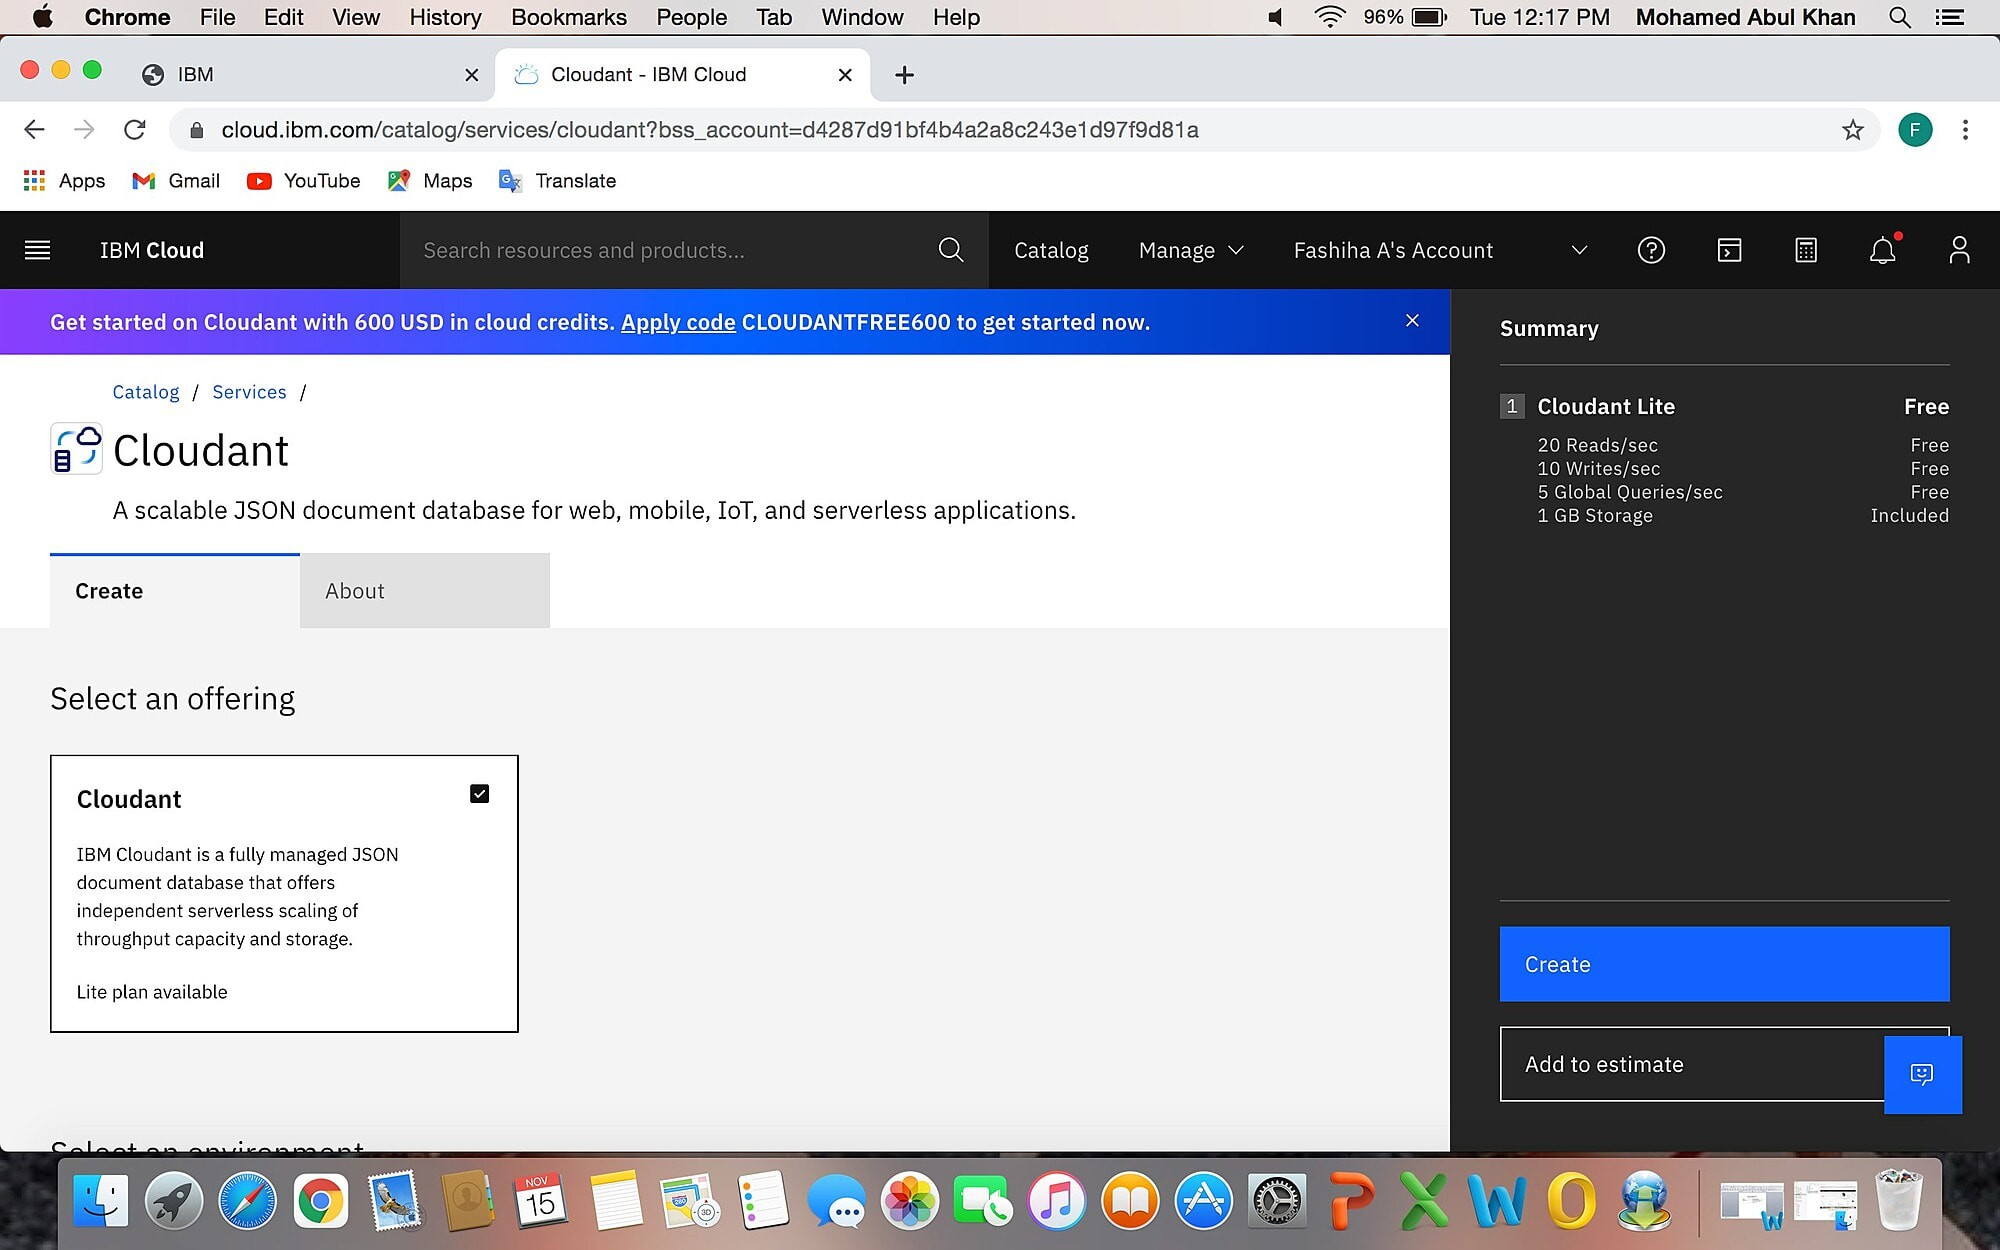 Chrome File Edit View History Bookmarks People Tab Window Help 96% Tue 12:17 PM Mohamed Abul Khan
IBM
Cloudant - IBM Cloud
cloud.ibm.com/catalog/services/cloudant?bss_account=d4287d91bf4b4a2a8c243e1d97f9d81a
F
Apps Gmail YouTube Maps Translate
IBM Cloud Search resources and products... Catalog Manage Fashiha A's Account
Get started on Cloudant with 600 USD in cloud credits. Apply code CLOUDANTFREE600 to get started now.
Catalog / Services /
Cloudant
A scalable JSON document database for web, mobile, IoT, and serverless applications.
Create About
Select an offering
Cloudant
IBM Cloudant is a fully managed JSON
document database that offers
independent serverless scaling of
throughput capacity and storage.
Lite plan available
Select an environment
Summary
1 Cloudant Lite Free
20 Reads/sec Free
10 Writes/sec Free
5 Global Queries/sec Free
1 GB Storage Included
Create
Add to estimate
NOV
15
3D